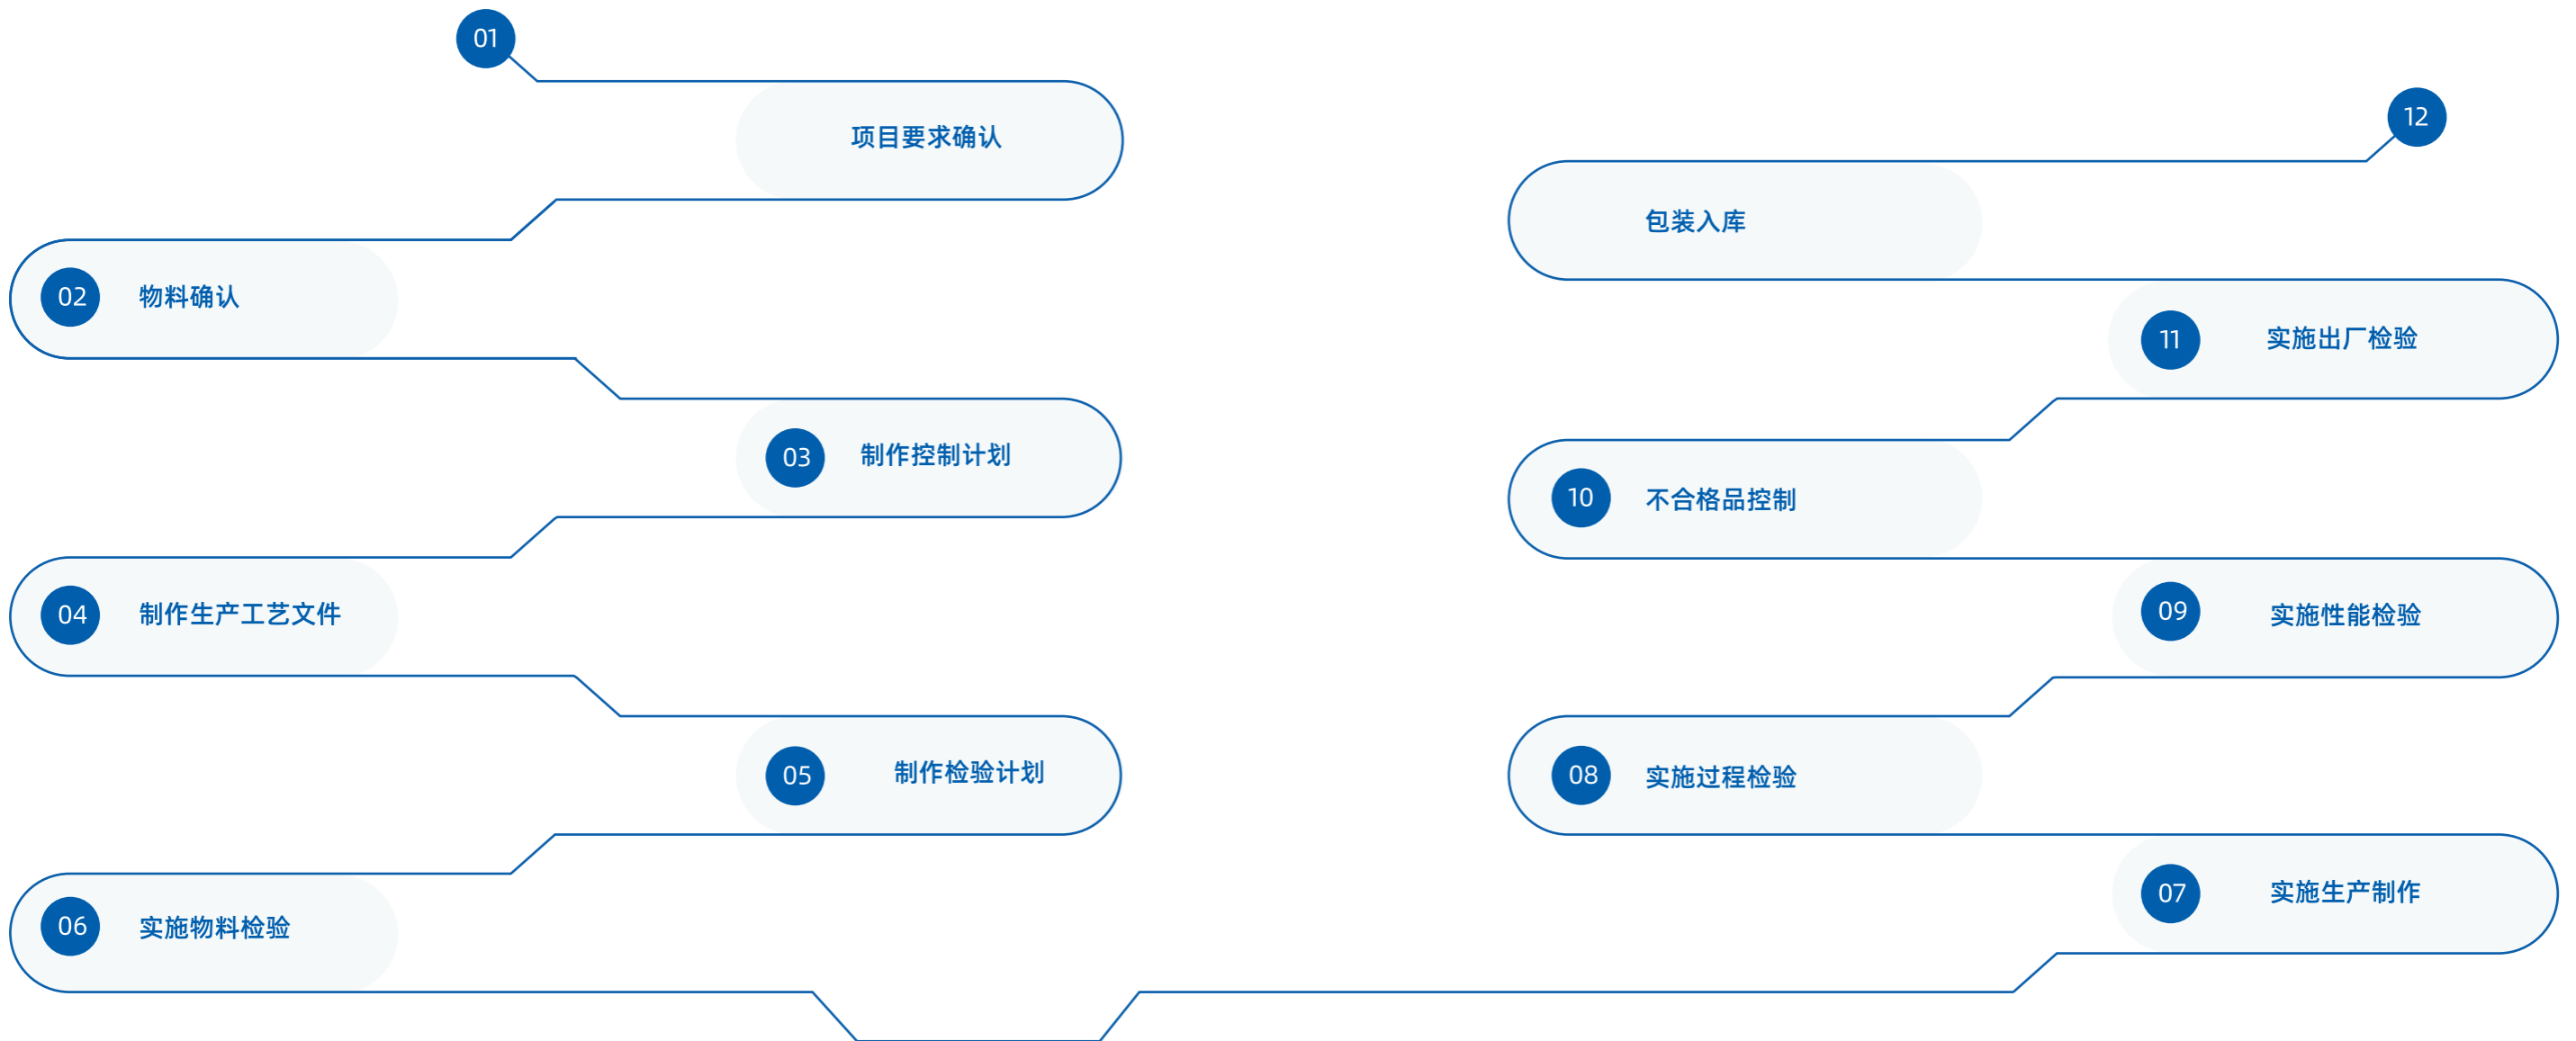 01
项目要求确认
02
物料确认
03
制作控制计划
04
制作生产工艺文件
05
制作检验计划
06
实施物料检验
07
实施生产制作
08
实施过程检验
09
实施性能检验
10
不合格品控制
11
实施出厂检验
12
包装入库